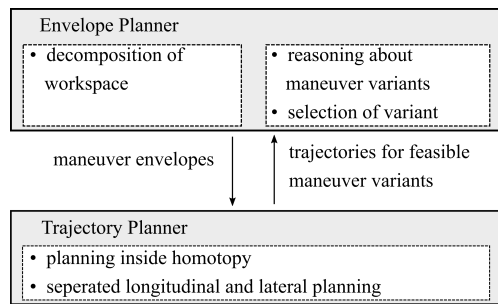 Envelope Planner
• decomposition of
workspace
• reasoning about
maneuver variants
• selection of variant
maneuver envelopes
trajectories for feasible
maneuver variants
Trajectory Planner
• planning inside homotopy
• seperated longitudinal and lateral planning